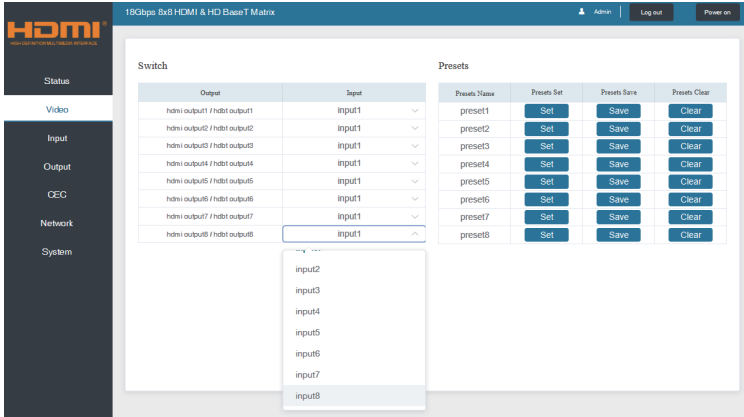 HDMI®
HIGH DEFINITION MULTIMEDIA INTERFACE
18Gbps 8x8 HDMI & HD BaseT Matrix
Admin
Log out
Power on
Status
Video
Input
Output
CEC
Network
System
Switch
Output Input
hdmi output1 / hdbt output1 input1
hdmi output2 / hdbt output2 input1
hdmi output3 / hdbt output3 input1
hdmi output4 / hdbt output4 input1
hdmi output5 / hdbt output5 input1
hdmi output6 / hdbt output6 input1
hdmi output7 / hdbt output7 input1
hdmi output8 / hdbt output8 input1
input2
input3
input4
input5
input6
input7
input8
Presets
Presets Name Presets Set Presets Save Presets Clear
preset1 Set Save Clear
preset2 Set Save Clear
preset3 Set Save Clear
preset4 Set Save Clear
preset5 Set Save Clear
preset6 Set Save Clear
preset7 Set Save Clear
preset8 Set Save Clear